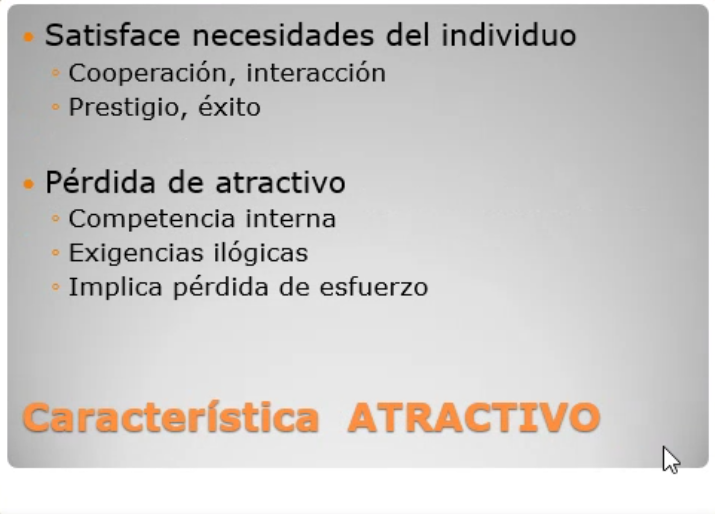 Satisface necesidades del individuo
Cooperación, interacción
Prestigio, éxito
Pérdida de atractivo
Competencia interna
Exigencias ilógicas
Implica pérdida de esfuerzo
Característica ATRACTIVO